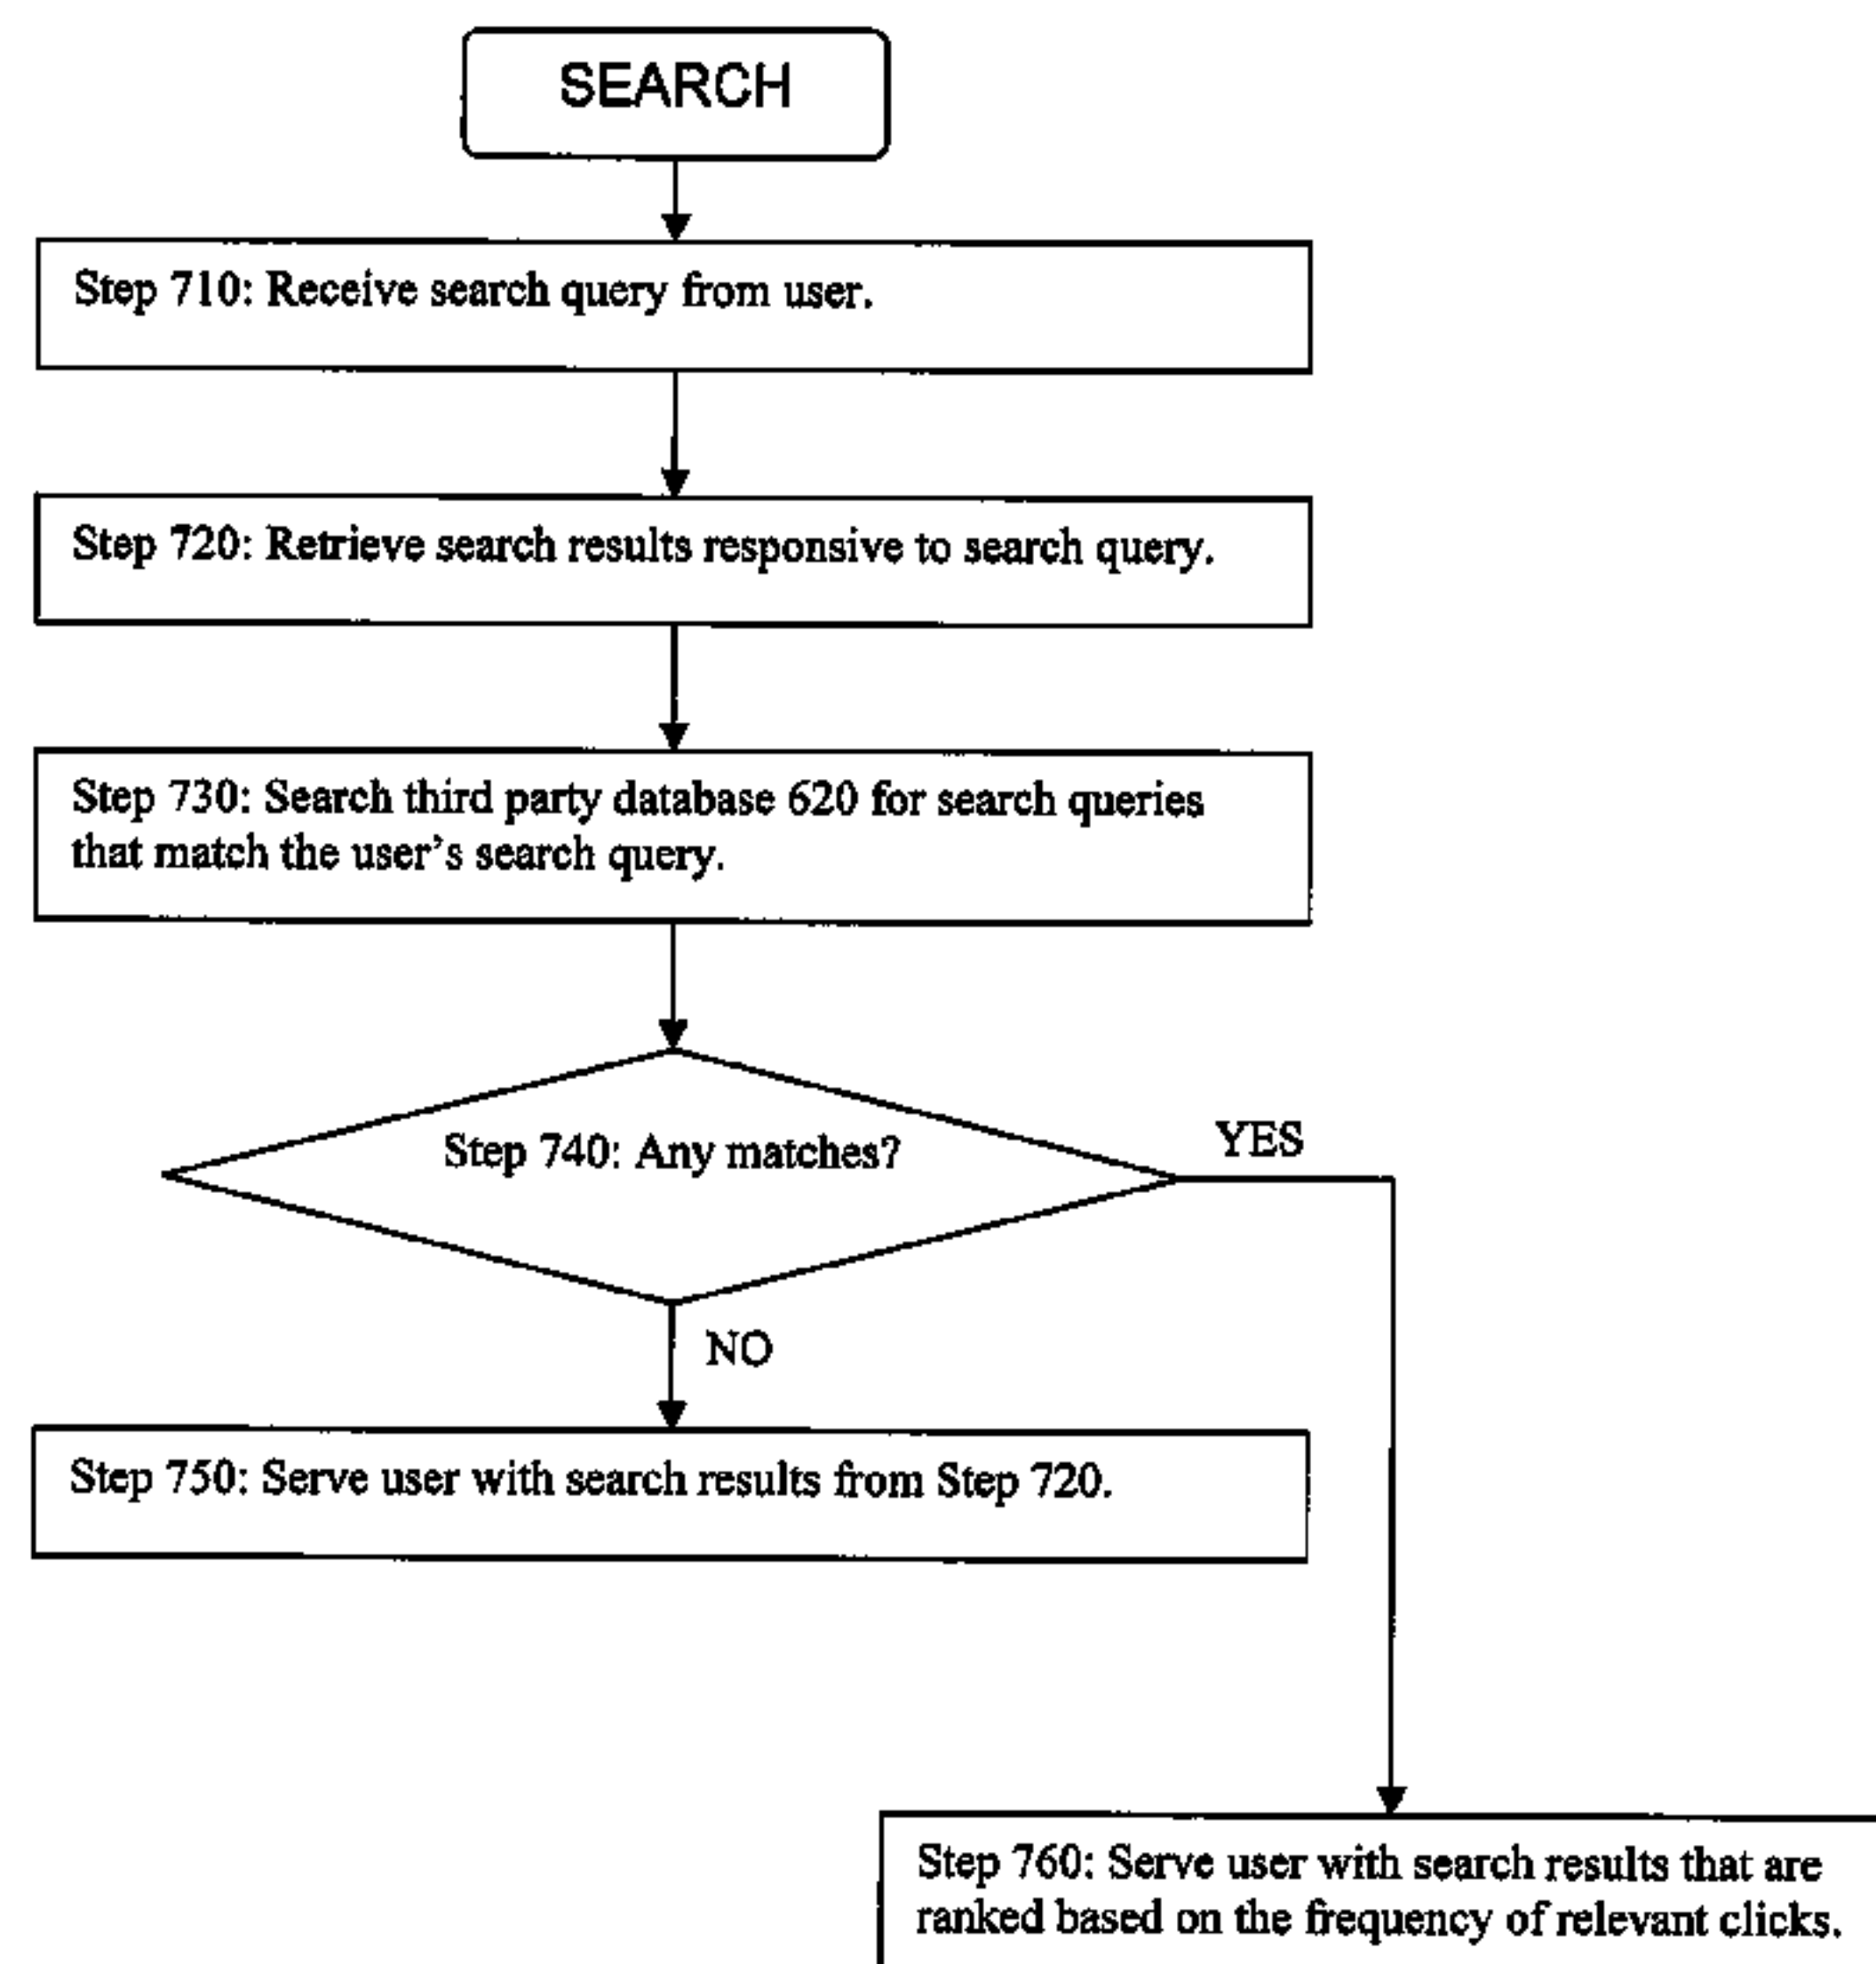 SEARCH
Step 710: Receive search query from user.
Step 720: Retrieve search results responsive to search query.
Step 730: Search third party database 620 for search queries
that match the user's search query.
Step 740: Any matches?
YES
NO
Step 750: Serve user with search results from Step 720.
Step 760: Serve user with search results that are
ranked based on the frequency of relevant clicks.